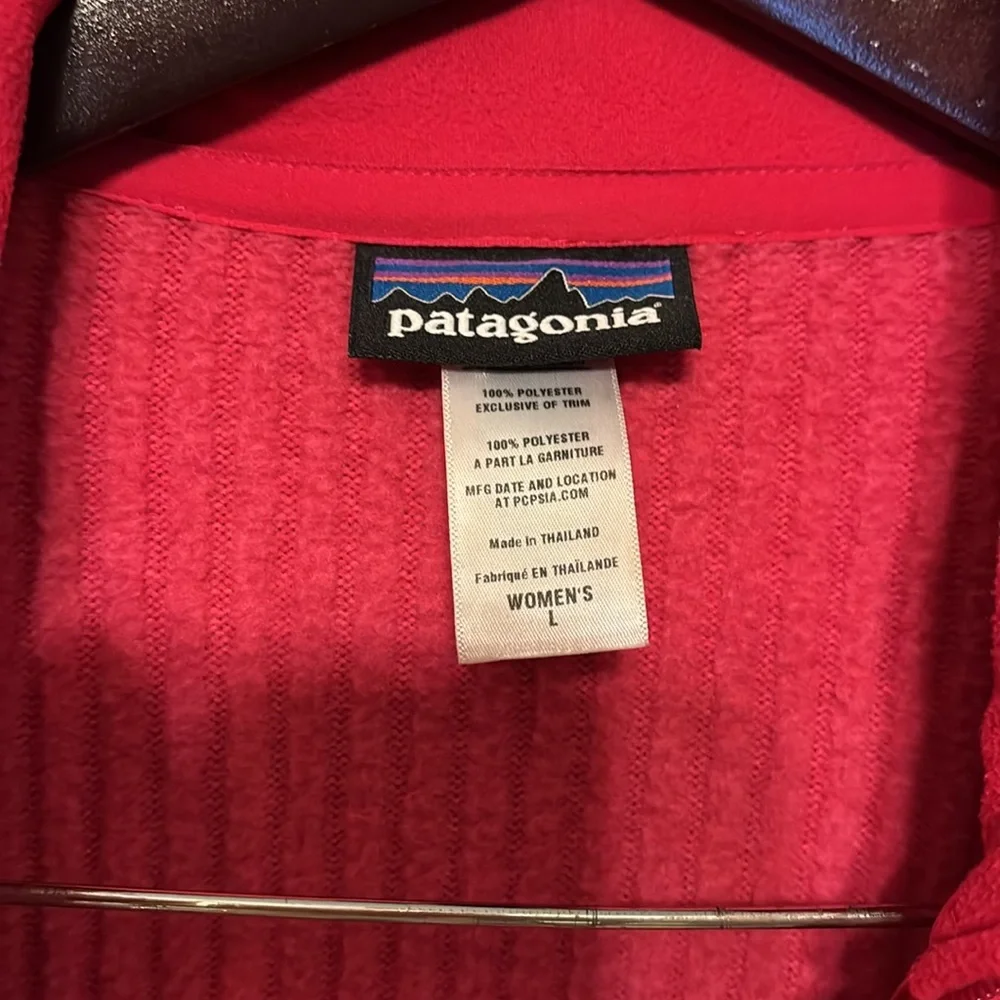 patagonia®
100% POLYESTER
EXCLUSIVE OF TRIM
100% POLYESTER
A PART LA GARNITURE
MFG DATE AND LOCATION
AT PCPSIA.COM
Made in THAILAND
Fabriqué EN THAÏLANDE
WOMEN'S
L